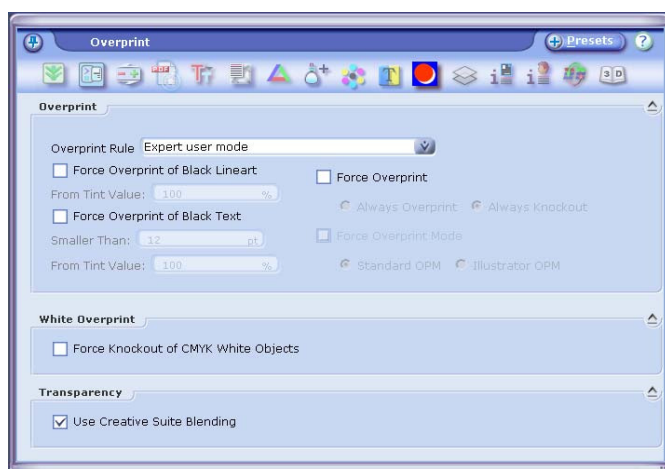 Overprint
Presets
?
3D
Overprint
Overprint Rule Expert user mode
Force Overprint of Black Lineart
From Tint Value: 100 %
Force Overprint of Black Text
Smaller Than: 12 pt
From Tint Value: 100 %
Force Overprint
Always Overprint Always Knockout
Force Overprint Mode
Standard OPM Illustrator OPM
White Overprint
Force Knockout of CMYK White Objects
Transparency
Use Creative Suite Blending